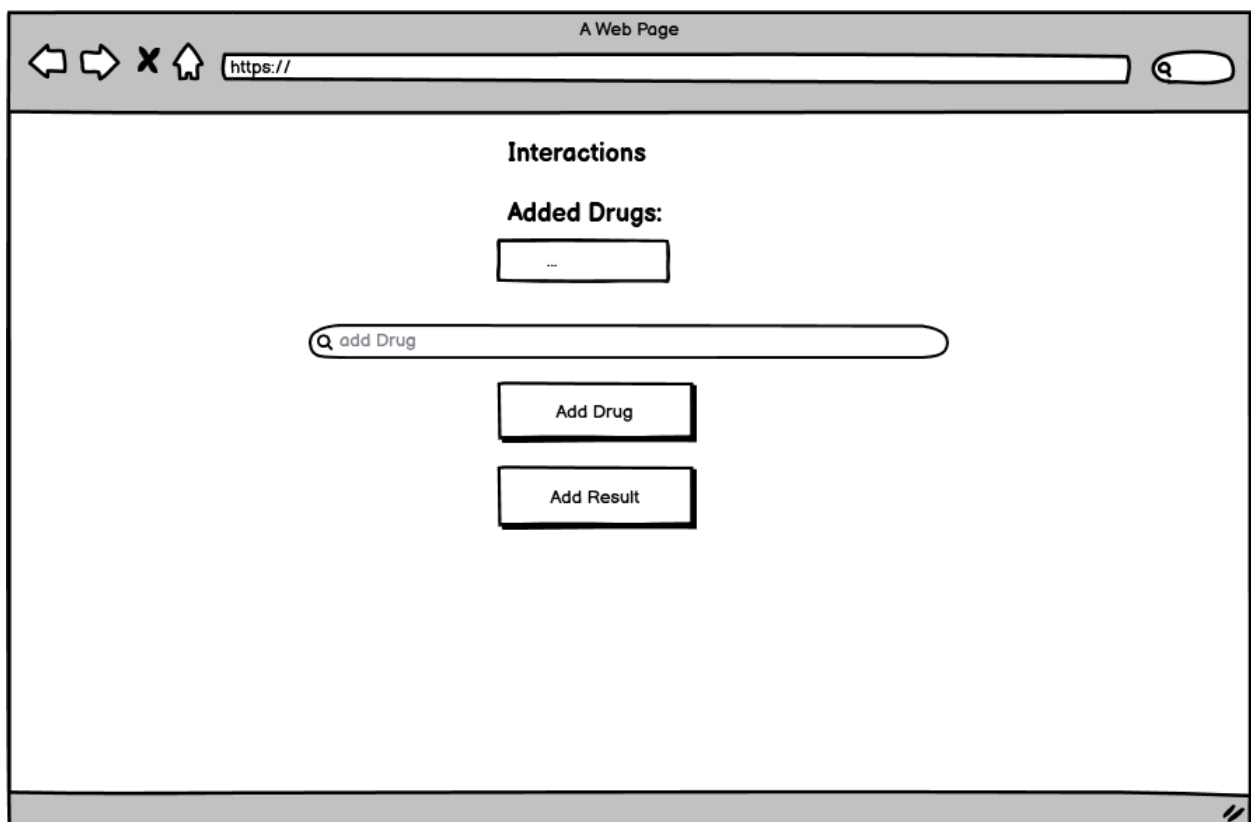 A Web Page
https://
Interactions
Added Drugs:
...
add Drug
Add Drug
Add Result